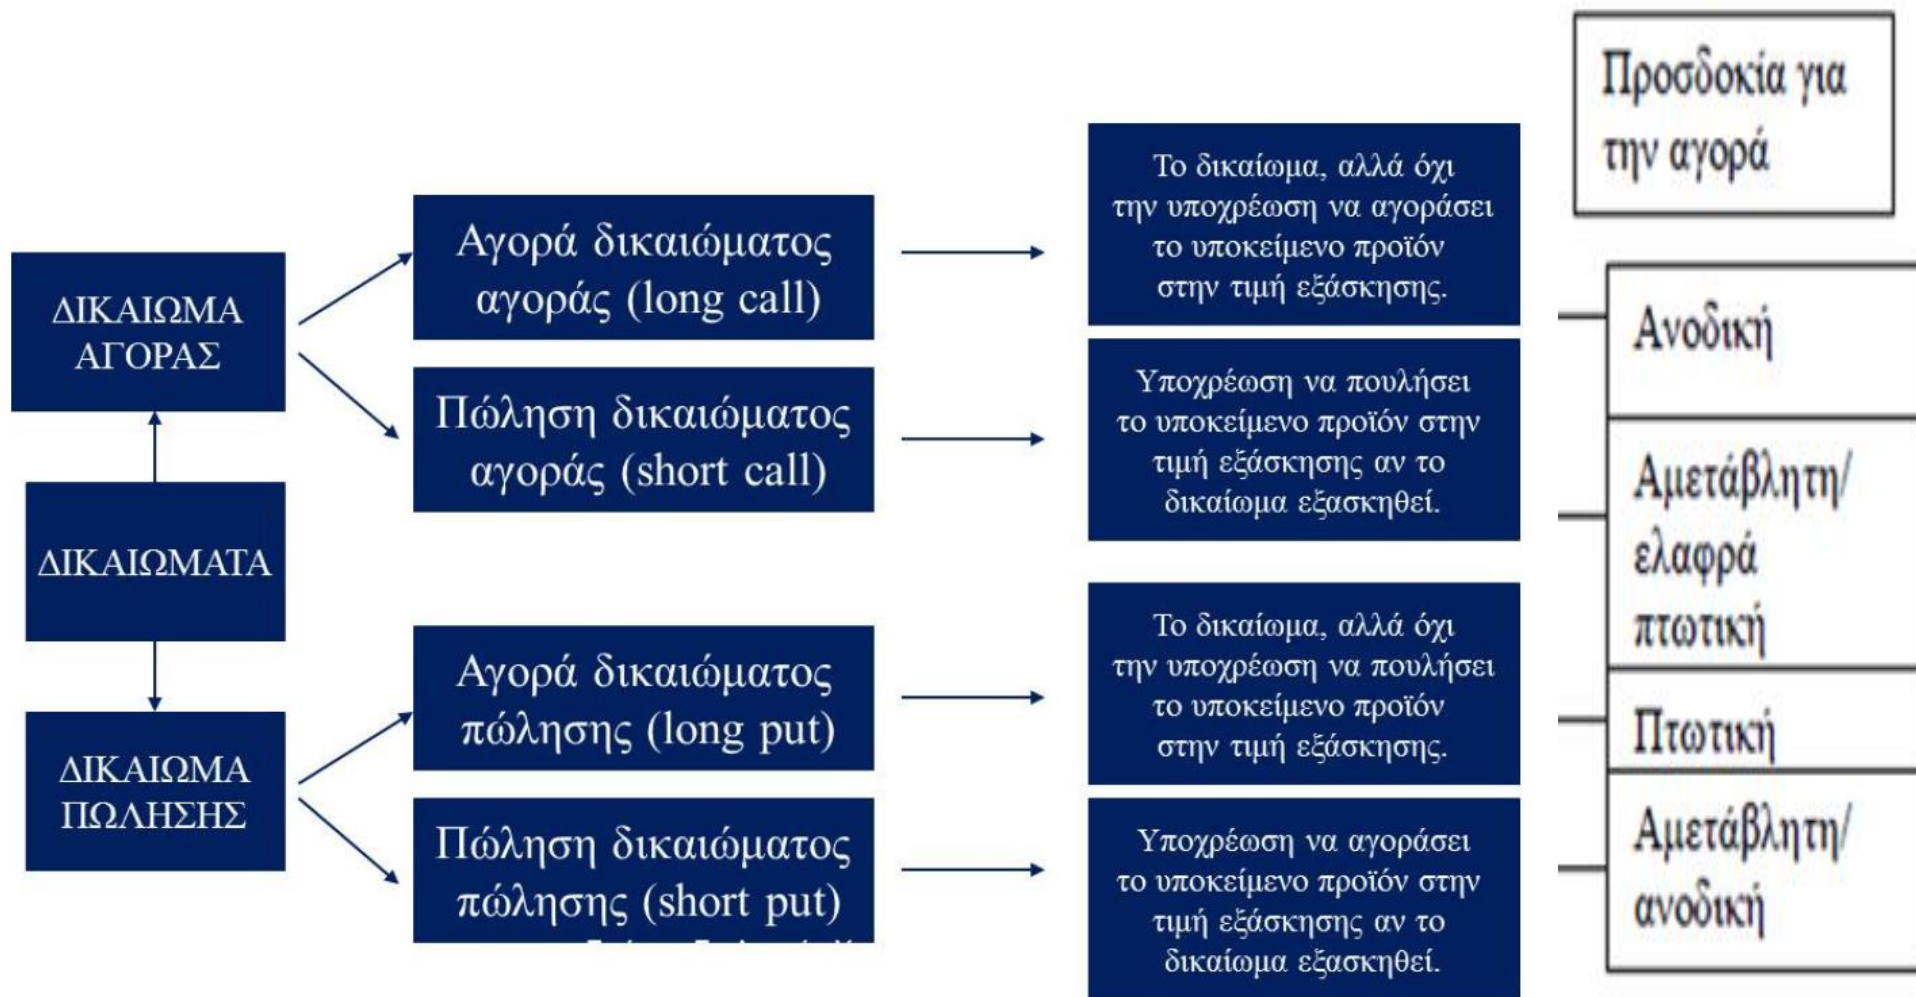 Προσδοκία για
την αγορά
ΔΙΚΑΙΩΜΑ
ΑΓΟΡΑΣ
Αγορά δικαιώματος
αγοράς (long call)
Το δικαίωμα, αλλά όχι
την υποχρέωση να αγοράσει
το υποκείμενο προϊόν
στην τιμή εξάσκησης.
Ανοδική
Πώληση δικαιώματος
αγοράς (short call)
Υποχρέωση να πουλήσει
το υποκείμενο προϊόν στην
τιμή εξάσκησης αν το
δικαίωμα εξασκηθεί.
Αμετάβλητη/
ελαφρά
πτωτική
ΔΙΚΑΙΩΜΑΤΑ
ΔΙΚΑΙΩΜΑ
ΠΩΛΗΣΗΣ
Αγορά δικαιώματος
πώλησης (long put)
Το δικαίωμα, αλλά όχι
την υποχρέωση να πουλήσει
το υποκείμενο προϊόν
στην τιμή εξάσκησης.
Πτωτική
Πώληση δικαιώματος
πώλησης (short put)
Υποχρέωση να αγοράσει
το υποκείμενο προϊόν στην
τιμή εξάσκησης αν το
δικαίωμα εξασκηθεί.
Αμετάβλητη/
ανοδική